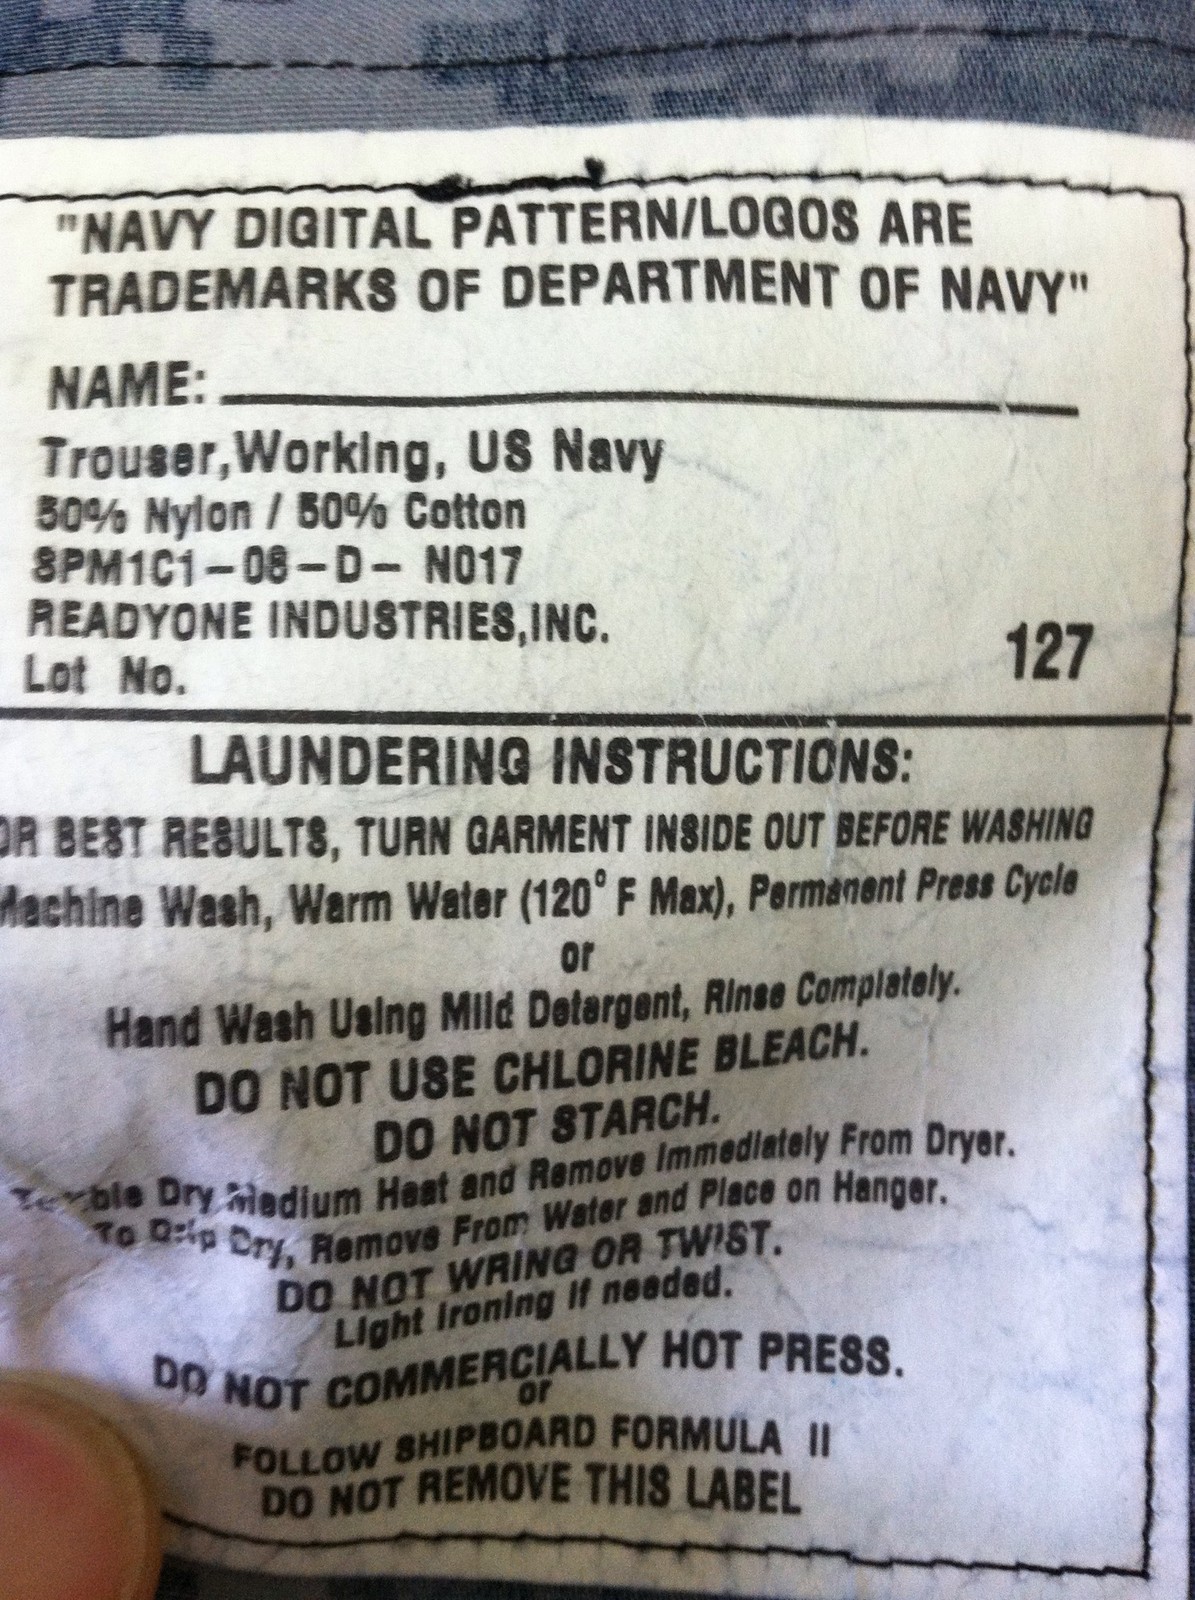 "NAVY DIGITAL PATTERN/LOGOS ARE
TRADEMARKS OF DEPARTMENT OF NAVY"
NAME:
Trouser,Working, US Navy
50% Nylon / 50% Cotton
SPM1C1-08-D- N017
READYONE INDUSTRIES,INC.
Lot No. 127
LAUNDERING INSTRUCTIONS:
OR BEST RESULTS, TURN GARMENT INSIDE OUT BEFORE WASHING
Machine Wash, Warm Water (120° F Max), Permanent Press Cycle
or
Hand Wash Using Mild Detergent, Rinse Completely.
DO NOT USE CHLORINE BLEACH.
DO NOT STARCH.
Tumble Dry Medium Heat and Remove Immediately From Dryer.
To Drip Dry, Remove From Water and Place on Hanger.
DO NOT WRING OR TWIST.
Light Ironing if needed.
DO NOT COMMERCIALLY HOT PRESS.
or
FOLLOW SHIPBOARD FORMULA II
DO NOT REMOVE THIS LABEL